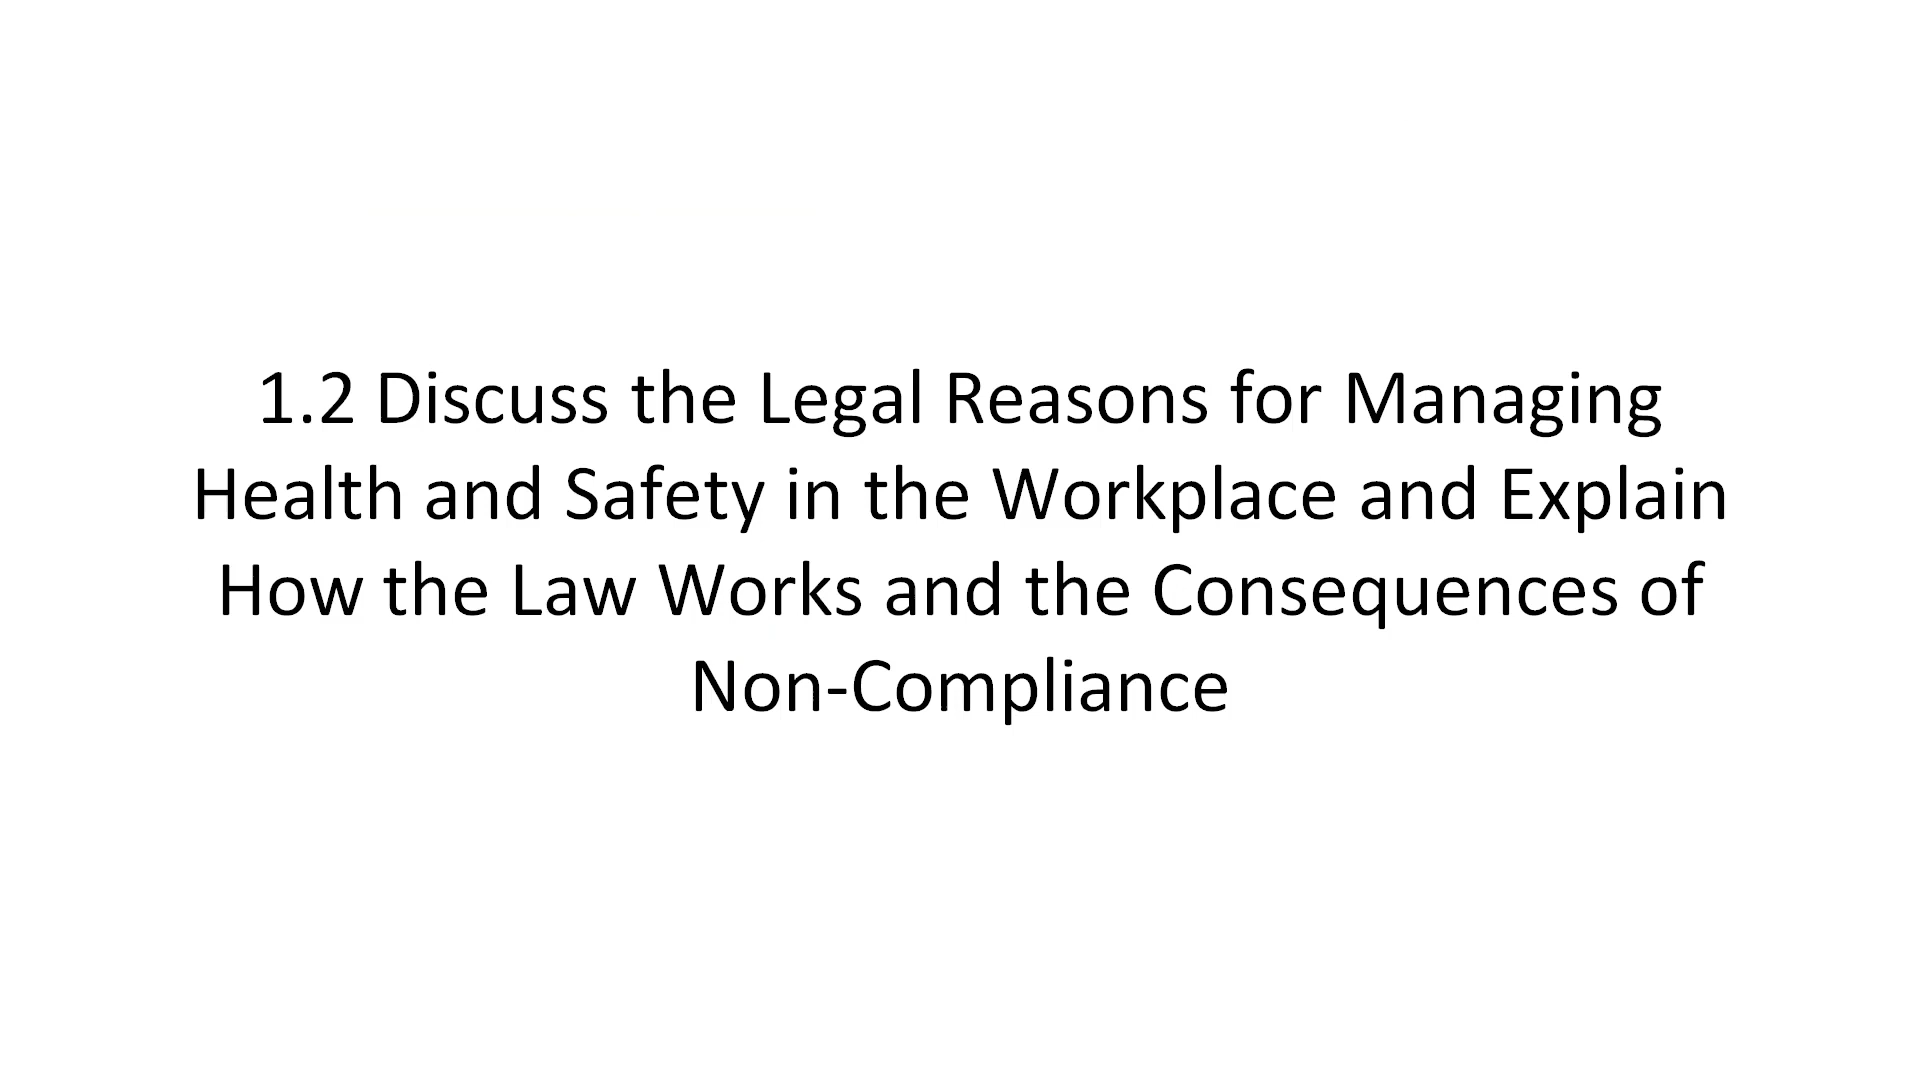 1.2 Discuss the Legal Reasons for Managing
Health and Safety in the Workplace and Explain
How the Law Works and the Consequences of
Non-Compliance